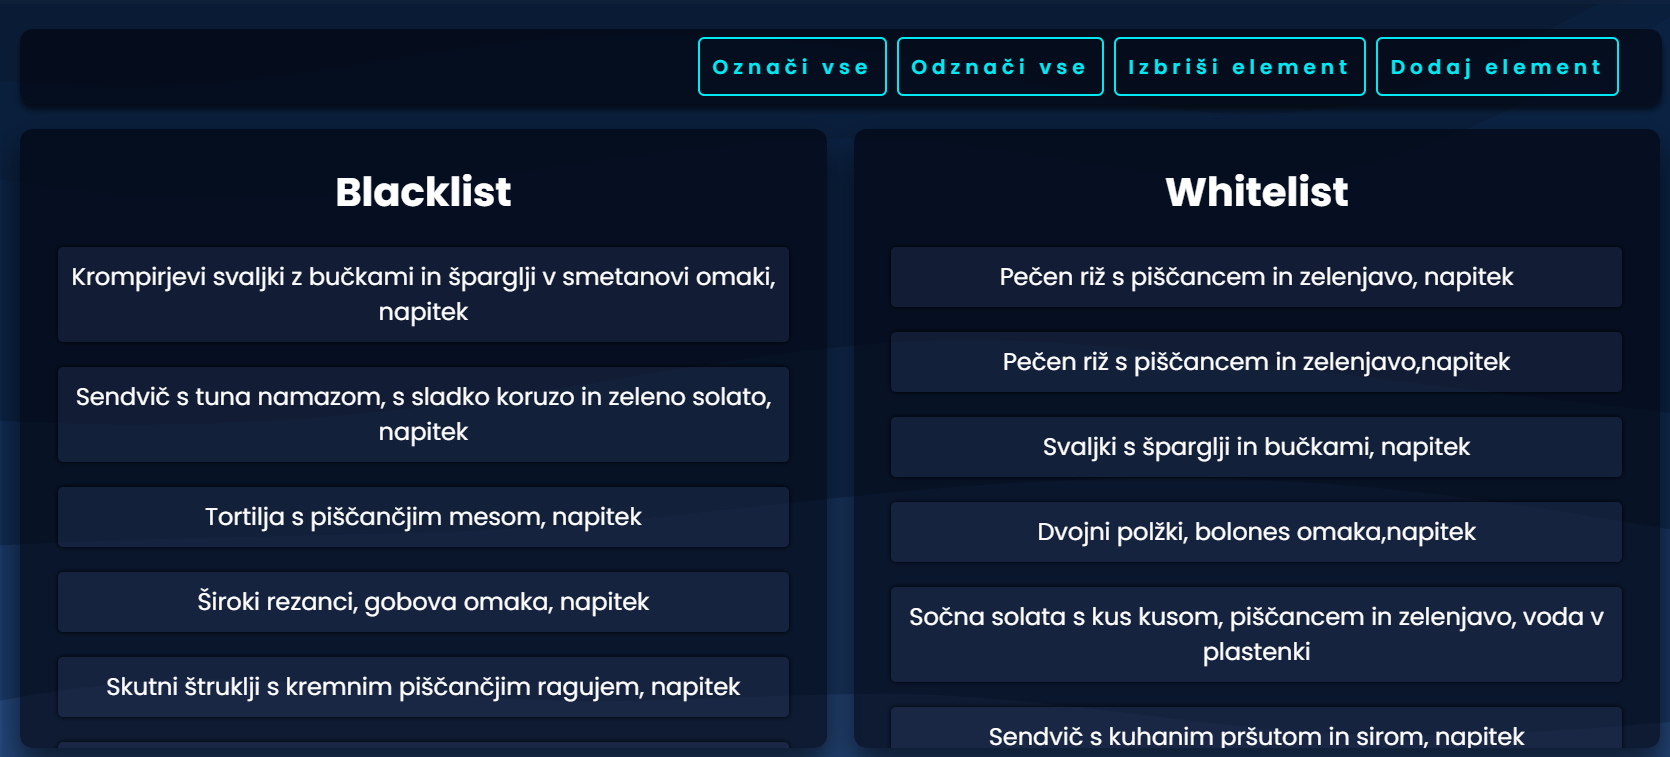 Označi vse
Odznači vse
Izbriši element
Dodaj element
Blacklist
Krompirjevi svaljki z bučkami in šparglji v smetanovi omaki,
napitek
Sendvič s tuna namazom, s sladko koruzo in zeleno solato,
napitek
Tortilja s piščančjim mesom, napitek
Široki rezanci, gobova omaka, napitek
Skutni štruklji s kremnim piščančjim ragujem, napitek
Whitelist
Pečen riž s piščancem in zelenjavo, napitek
Pečen riž s piščancem in zelenjavo,napitek
Svaljki s šparglji in bučkami, napitek
Dvojni polžki, bolones omaka,napitek
Sočna solata s kus kusom, piščancem in zelenjavo, voda v
plastenki
Sendvič s kuhanim pršutom in sirom, napitek